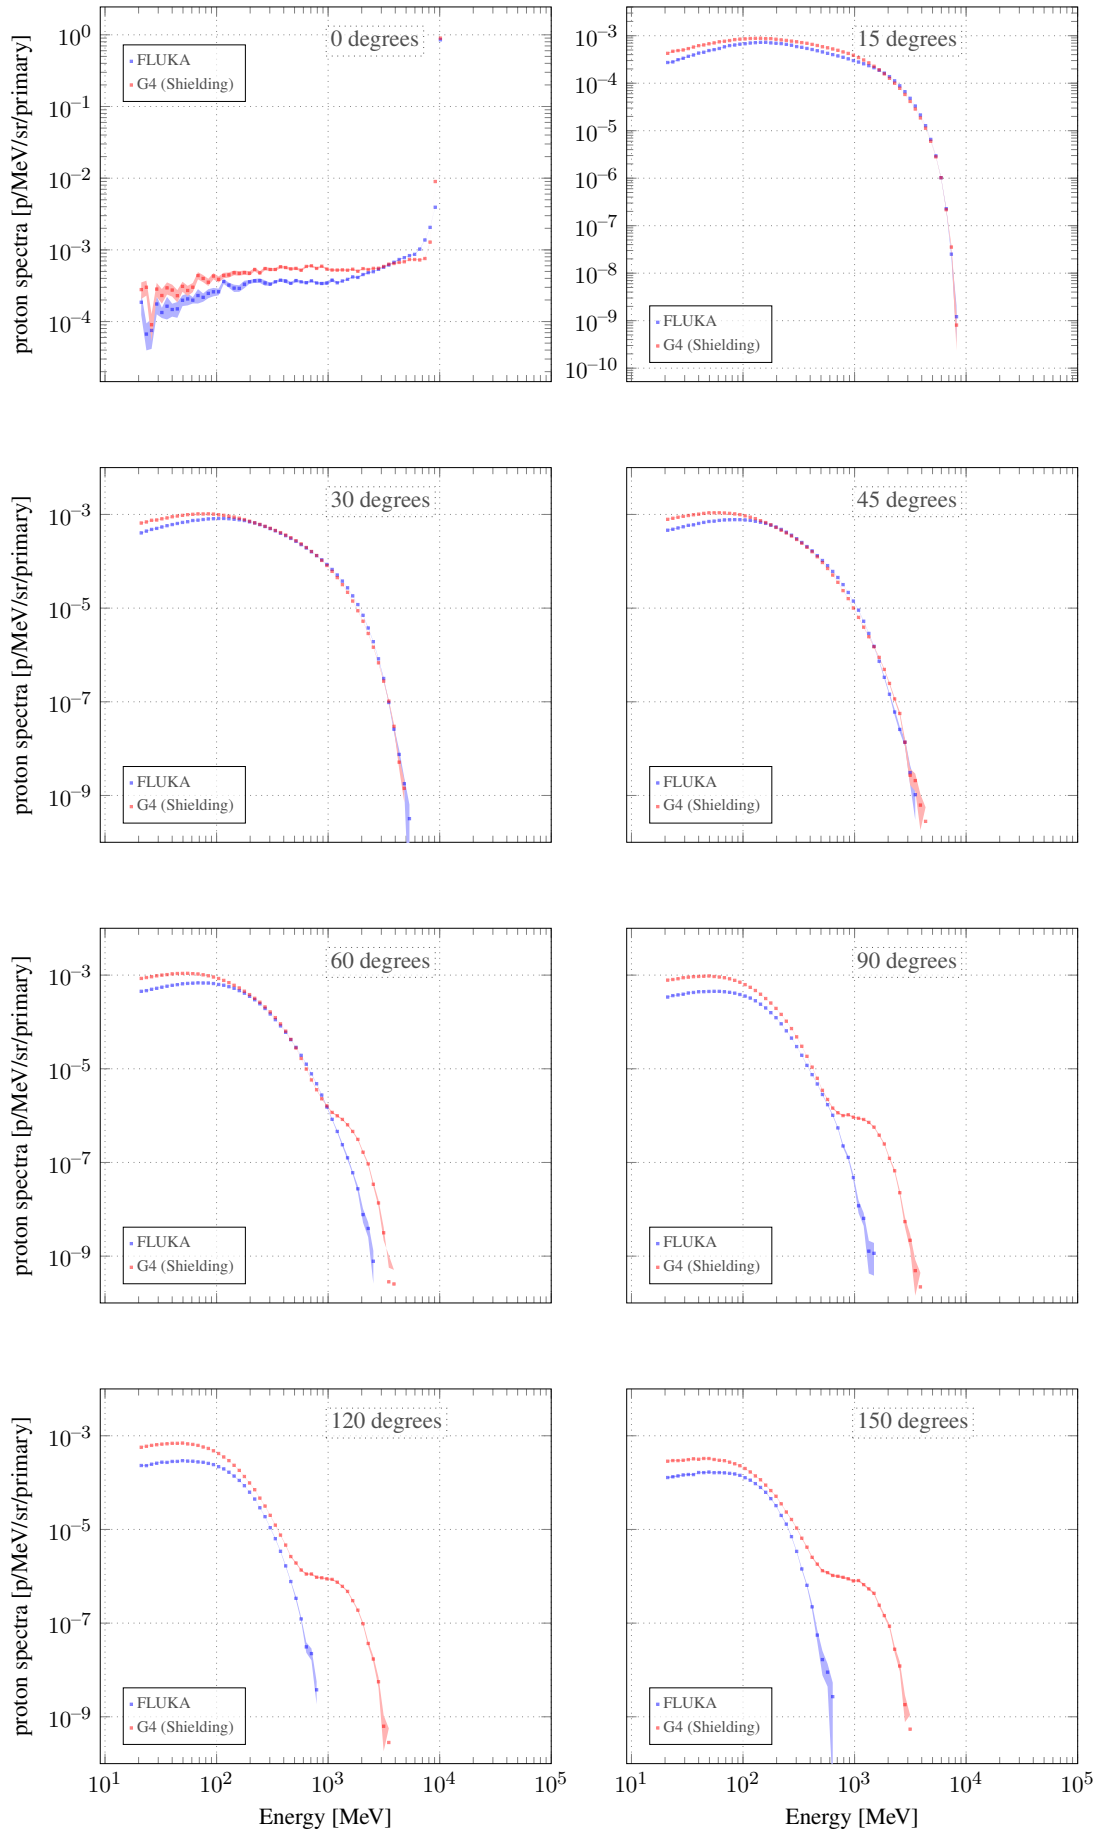 0 degrees
15 degrees
proton spectra [p/MeV/sr/primary]
10^0
10^−1
10^−2
10^−3
10^−4
FLUKA
G4 (Shielding)
10^−3
10^−4
10^−5
10^−6
10^−7
10^−8
10^−9
10^−10
FLUKA
G4 (Shielding)
30 degrees
45 degrees
proton spectra [p/MeV/sr/primary]
10^−3
10^−5
10^−7
10^−9
FLUKA
G4 (Shielding)
10^−3
10^−5
10^−7
10^−9
FLUKA
G4 (Shielding)
60 degrees
90 degrees
proton spectra [p/MeV/sr/primary]
10^−3
10^−5
10^−7
10^−9
FLUKA
G4 (Shielding)
10^−3
10^−5
10^−7
10^−9
FLUKA
G4 (Shielding)
120 degrees
150 degrees
proton spectra [p/MeV/sr/primary]
10^−3
10^−5
10^−7
10^−9
FLUKA
G4 (Shielding)
10^−3
10^−5
10^−7
10^−9
FLUKA
G4 (Shielding)
10^1 10^2 10^3 10^4 10^5
10^1 10^2 10^3 10^4 10^5
Energy [MeV]
Energy [MeV]